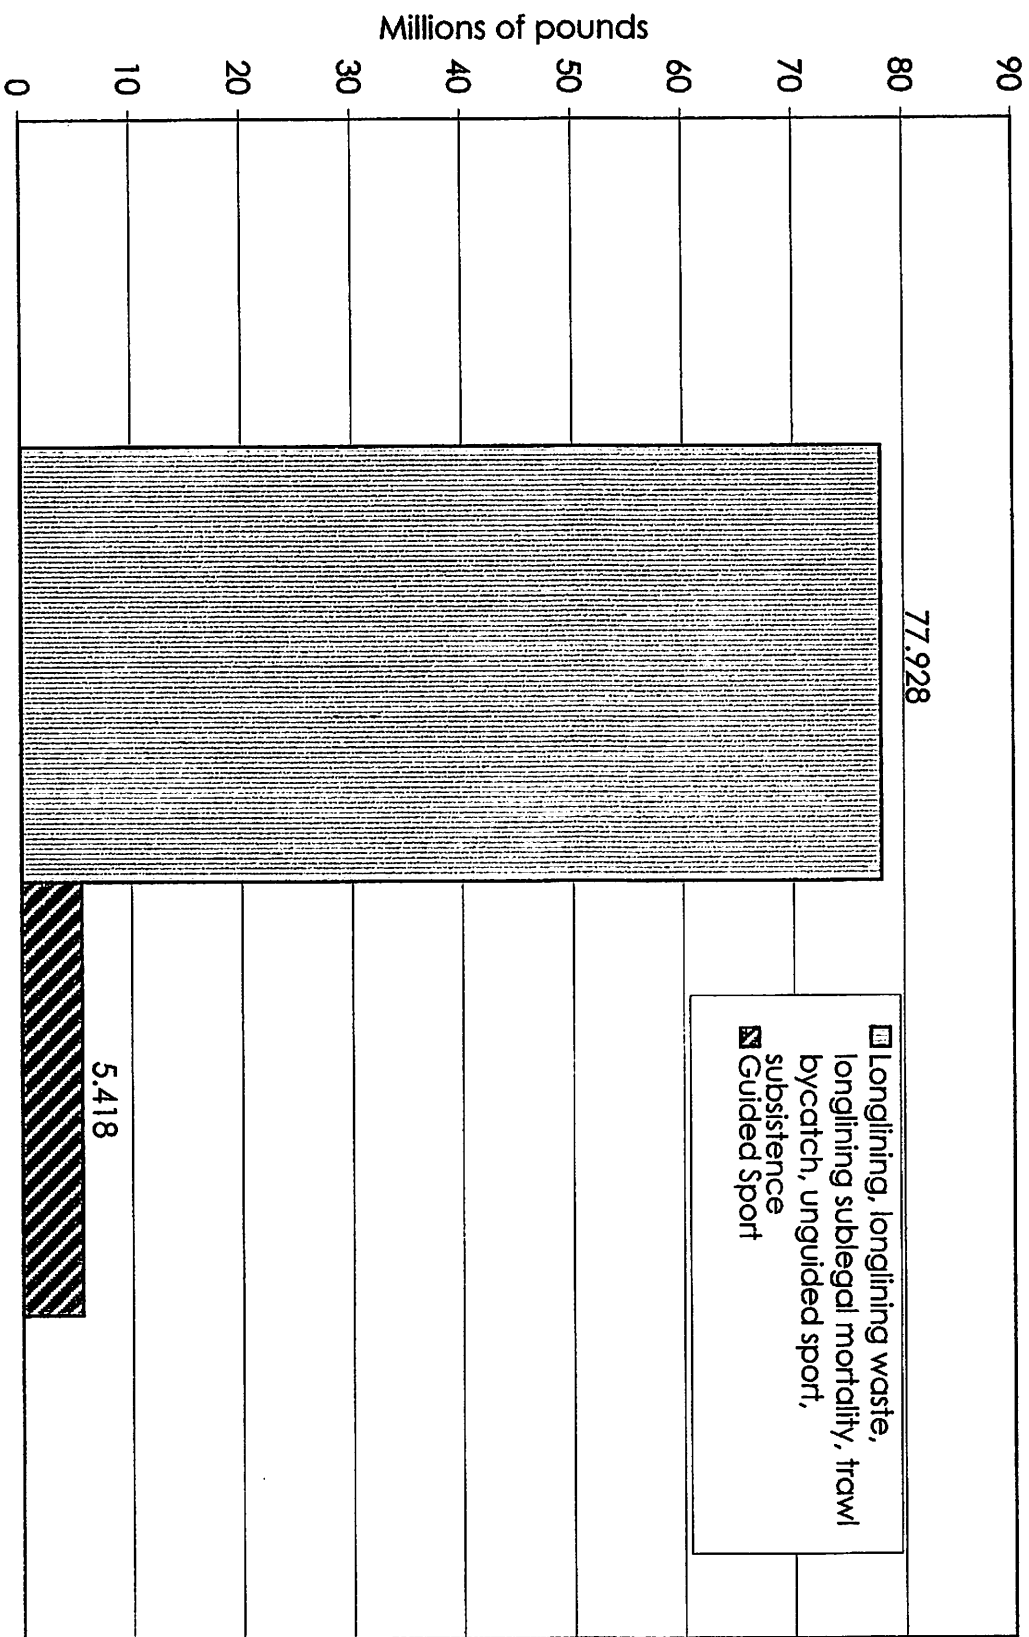 Millions of pounds
90
80
70
60
50
40
30
20
10
0
77.928
5.418
Longlining, longlining waste,
longlining sublegal mortality, trawl
bycatch, unguided sport,
subsistence
Guided Sport